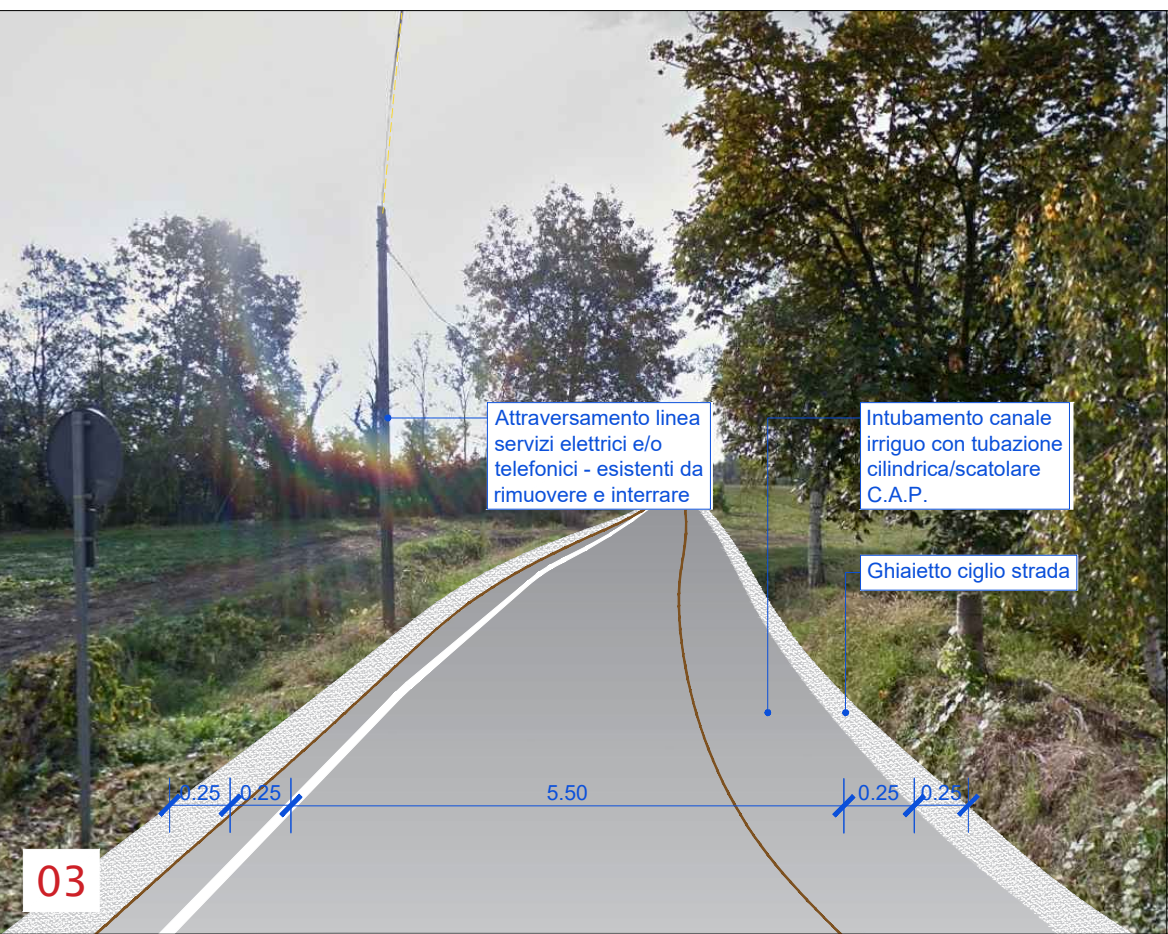 Attraversamento linea
servizi elettrici e/o
telefonici - esistenti da
rimuovere e interrare
Intubamento canale
irriguo con tubazione
cilindrica/scatolare
C.A.P.
Ghiaietto ciglio strada
0.25 0.25 5.50 0.25 0.25
03